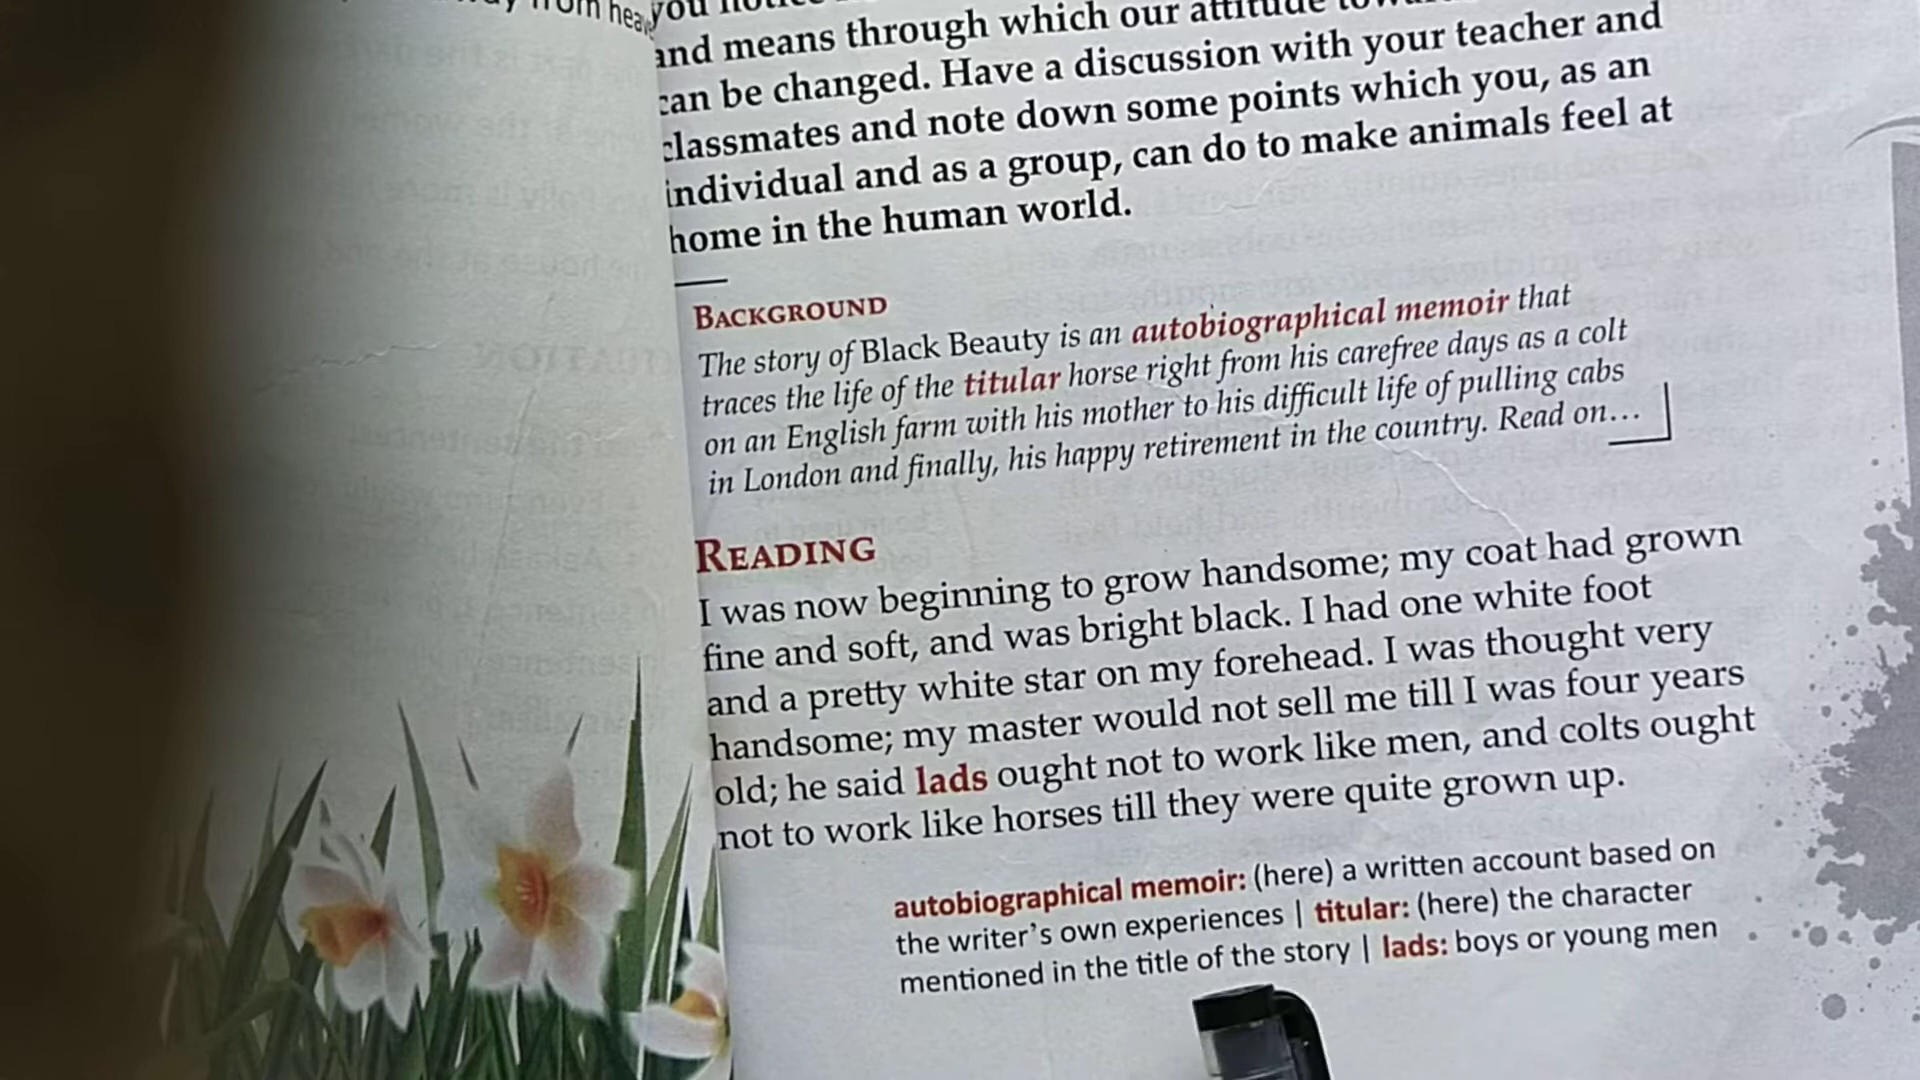 from
you
and means through which our attitude
can be changed. Have a discussion with your teacher and
classmates and note down some points which you, as an
individual and as a group, can do to make animals feel at
home in the human world.
BACKGROUND
The story of Black Beauty is an autobiographical memoir that
traces the life of the titular horse right from his carefree days as a colt
on an English farm with his mother to his difficult life of pulling cabs
in London and finally, his happy retirement in the country. Read on...
READING
I was now beginning to grow handsome; my coat had grown
fine and soft, and was bright black. I had one white foot
and a pretty white star on my forehead. I was thought very
handsome; my master would not sell me till I was four years
old; he said lads ought not to work like men, and colts ought
not to work like horses till they were quite grown up.
autobiographical memoir: (here) a written account based on
the writer's own experiences | titular: (here) the character
mentioned in the title of the story | lads: boys or young men